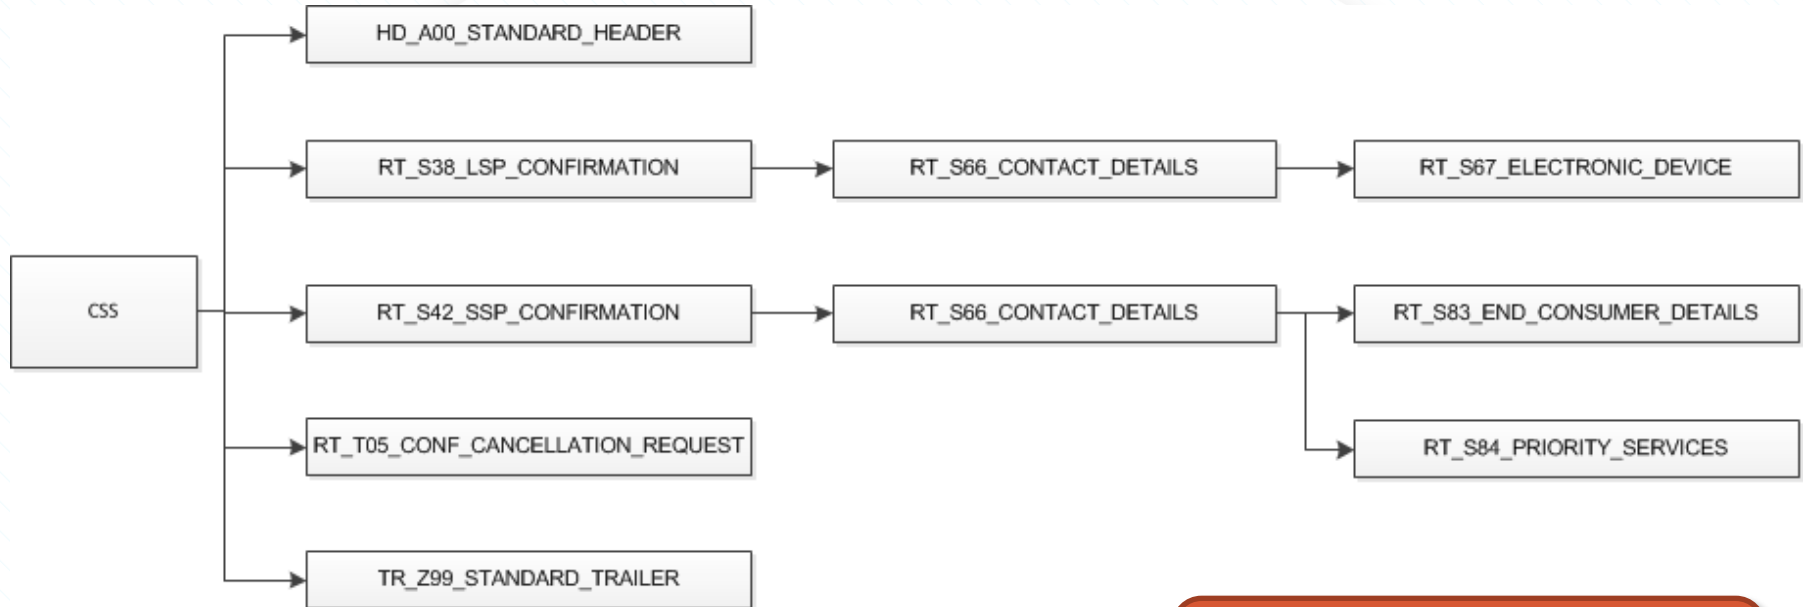 HD_A00_STANDARD_HEADER
RT_S38_LSP_CONFIRMATION
RT_S66_CONTACT_DETAILS
RT_S67_ELECTRONIC_DEVICE
CSS
RT_S42_SSP_CONFIRMATION
RT_S66_CONTACT_DETAILS
RT_S83_END_CONSUMER_DETAILS
RT_T05_CONF_CANCELLATION_REQUEST
RT_S84_PRIORITY_SERVICES
TR_Z99_STANDARD_TRAILER